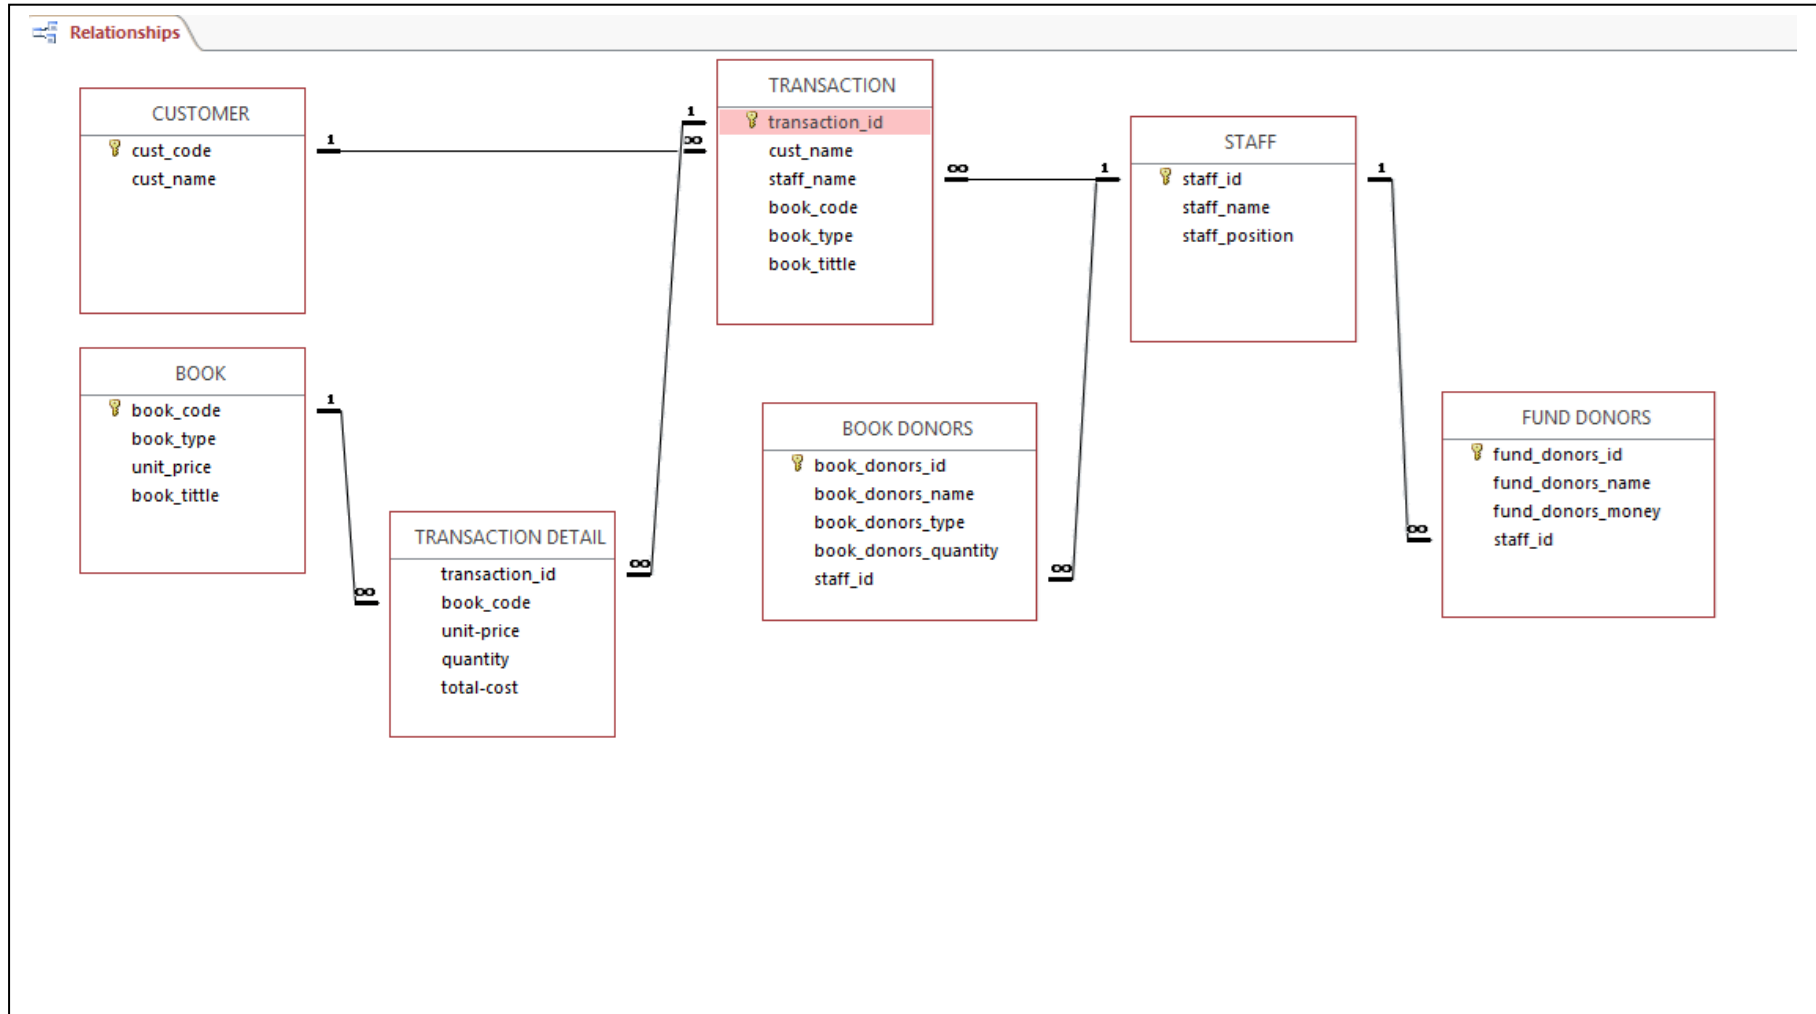 Relationships
CUSTOMER
cust_code
cust_name
1
BOOK
book_code
book_type
unit_price
book_tittle
1
TRANSACTION DETAIL
transaction_id
book_code
unit-price
quantity
total-cost
∞
∞
TRANSACTION
transaction_id
cust_name
staff_name
book_code
book_type
book_tittle
1
∞
∞
BOOK DONORS
book_donors_id
book_donors_name
book_donors_type
book_donors_quantity
staff_id
∞
STAFF
staff_id
staff_name
staff_position
1
1
FUND DONORS
fund_donors_id
fund_donors_name
fund_donors_money
staff_id
∞